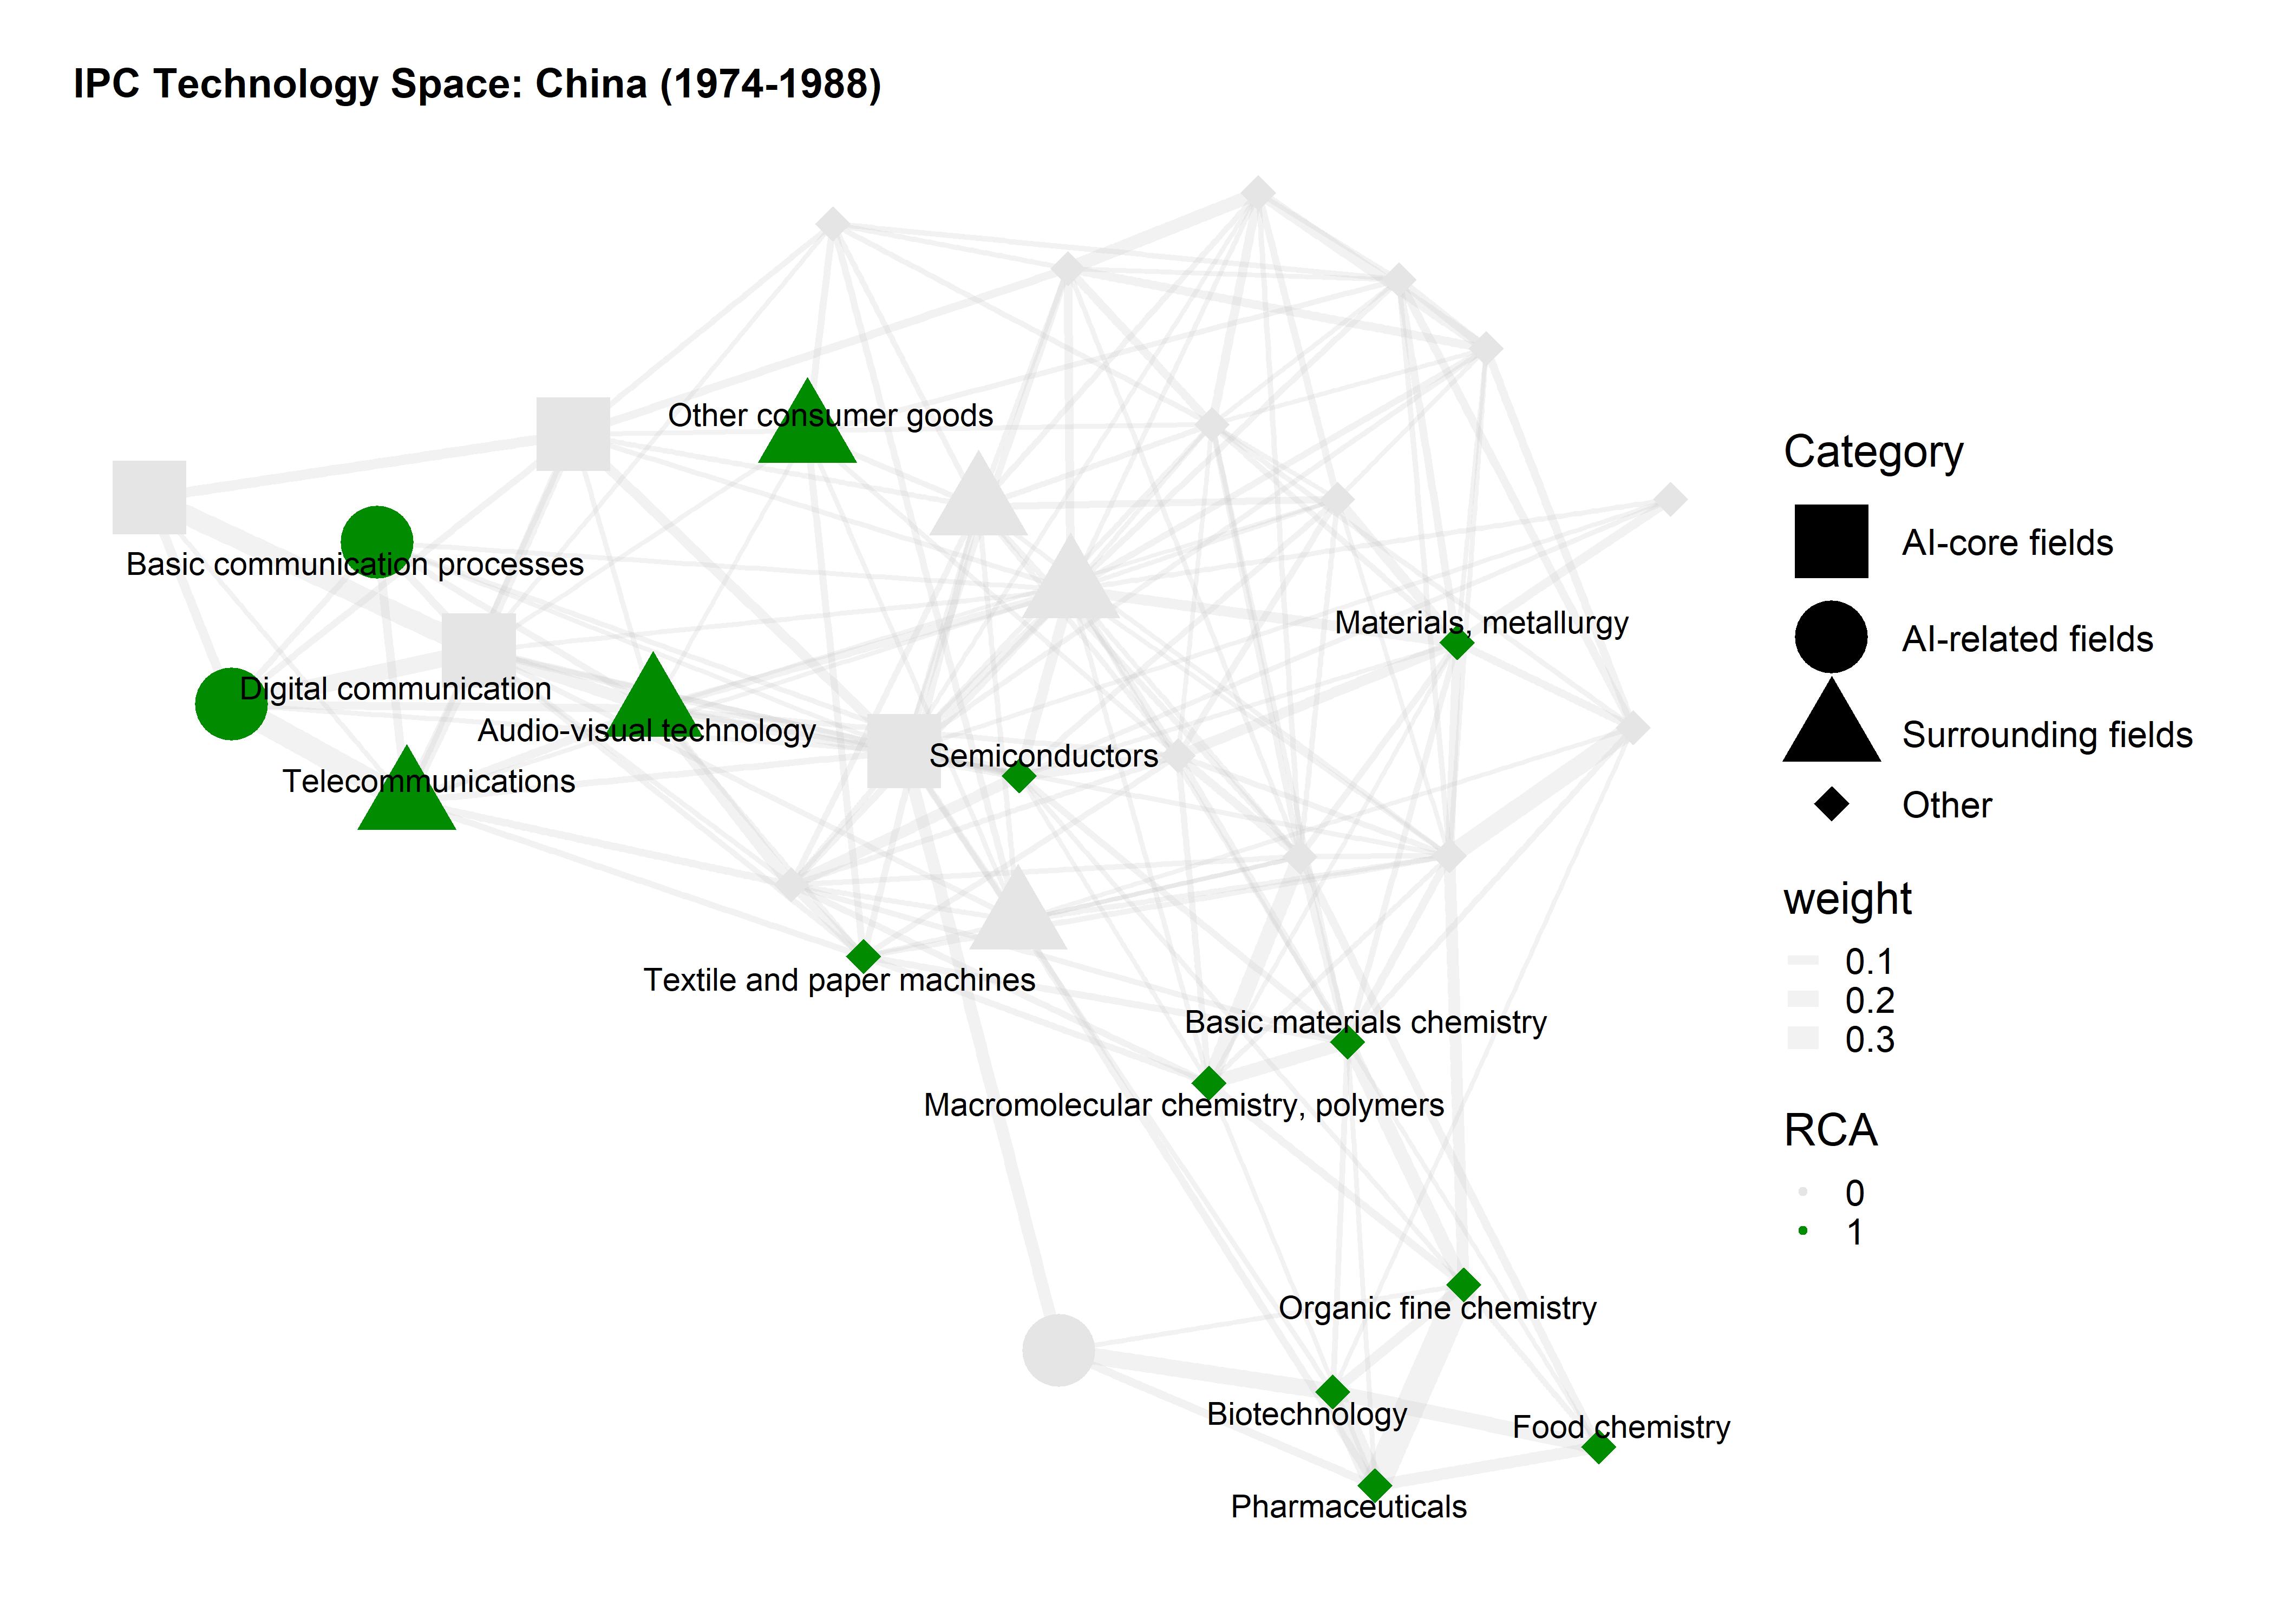 IPC Technology Space: China (1974-1988)
Other consumer goods
Basic communication processes
Digital communication
Audio-visual technology
Telecommunications
Semiconductors
Materials, metallurgy
Textile and paper machines
Basic materials chemistry
Macromolecular chemistry, polymers
Organic fine chemistry
Biotechnology
Food chemistry
Pharmaceuticals
Category
AI-core fields
AI-related fields
Surrounding fields
Other
weight
0.1
0.2
0.3
RCA
0
1